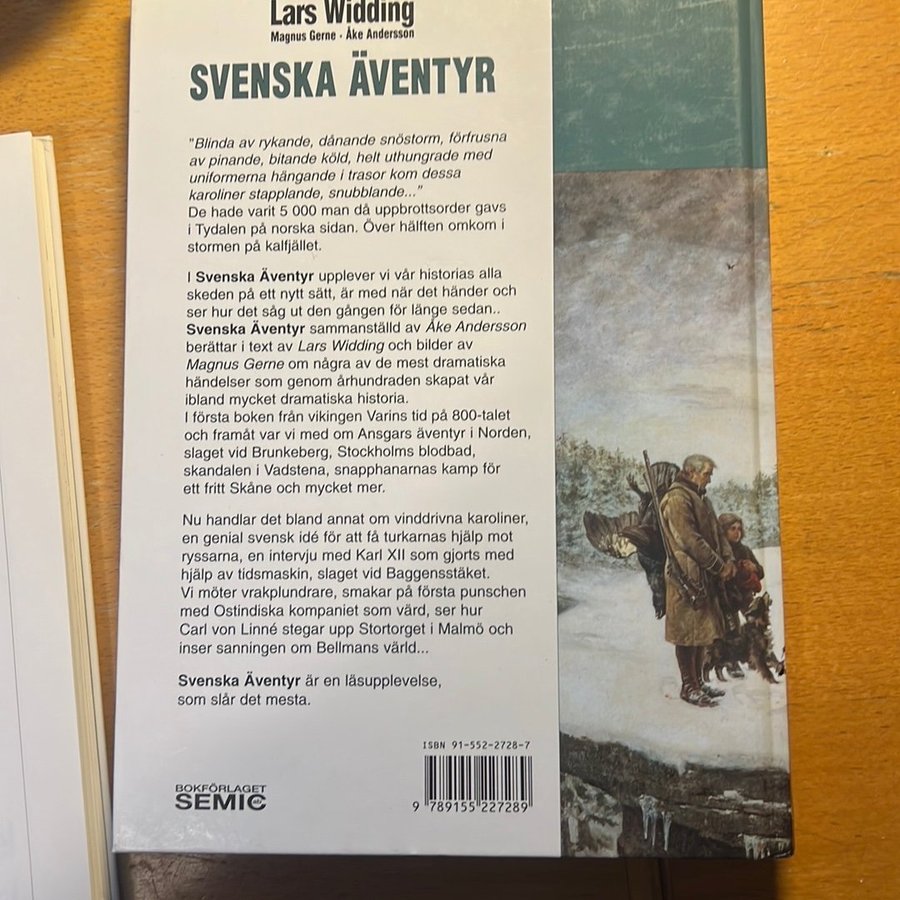 Lars Widding
Magnus Gerne · Åke Andersson
SVENSKA ÄVENTYR
"Blinda av rykande, dånande snöstorm, förfrusna
av pinande, bitande köld, helt uthungrade med
uniformerna hängande i trasor kom dessa
karoliner stapplande, snubblande..."
De hade varit 5 000 man då uppbrottsorder gavs
i Tydalen på norska sidan. Över hälften omkom i
stormen på kalfjället.
I Svenska Äventyr upplever vi vår historias alla
skeden på ett nytt sätt, är med när det händer och
ser hur det såg ut den gången för länge sedan..
Svenska Äventyr sammanställd av Åke Andersson
berättar i text av Lars Widding och bilder av
Magnus Gerne om några av de mest dramatiska
händelser som genom århundraden skapat vår
ibland mycket dramatiska historia.
I första boken från vikingen Varins tid på 800-talet
och framåt var vi med om Ansgars äventyr i Norden,
slaget vid Brunkeberg, Stockholms blodbad,
skandalen i Vadstena, snapphanarnas kamp för
ett fritt Skåne och mycket mer.
Nu handlar det bland annat om vinddrivna karoliner,
en genial svensk idé för att få turkarnas hjälp mot
ryssarna, en intervju med Karl XII som gjorts med
hjälp av tidsmaskin, slaget vid Baggensstäket.
Vi möter vrakplundrare, smakar på första punschen
med Ostindiska kompaniet som värd, ser hur
Carl von Linné stegar upp Stortorget i Malmö och
inser sanningen om Bellmans värld...
Svenska Äventyr är en läsupplevelse,
som slår det mesta.
ISBN 91-552-2728-7
BOKFÖRLAGET
SEMIC
9 789155 227289